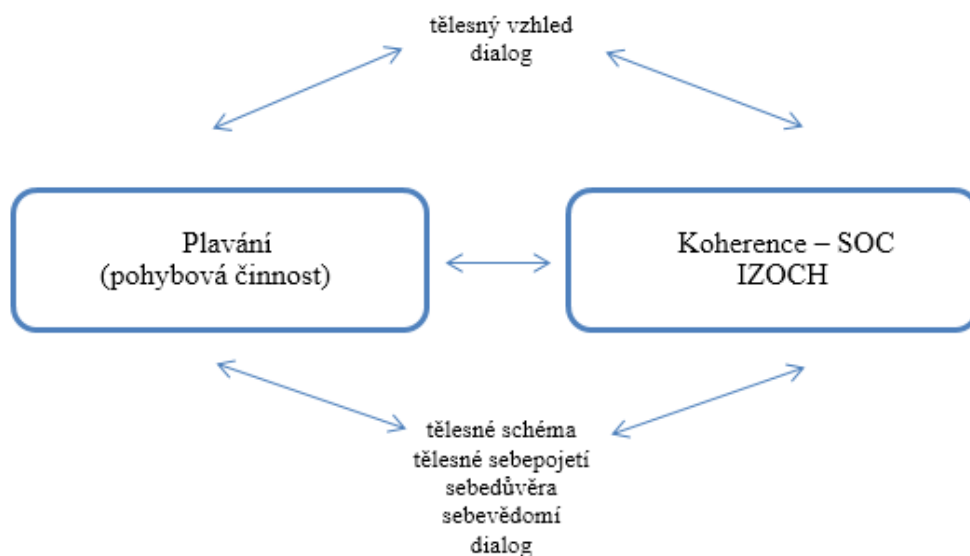 tělesný vzhled
dialog
Plavání
(pohybová činnost)
Koherence – SOC
IZOCH
tělesné schéma
tělesné sebepojetí
sebedůvěra
sebevědomí
dialog